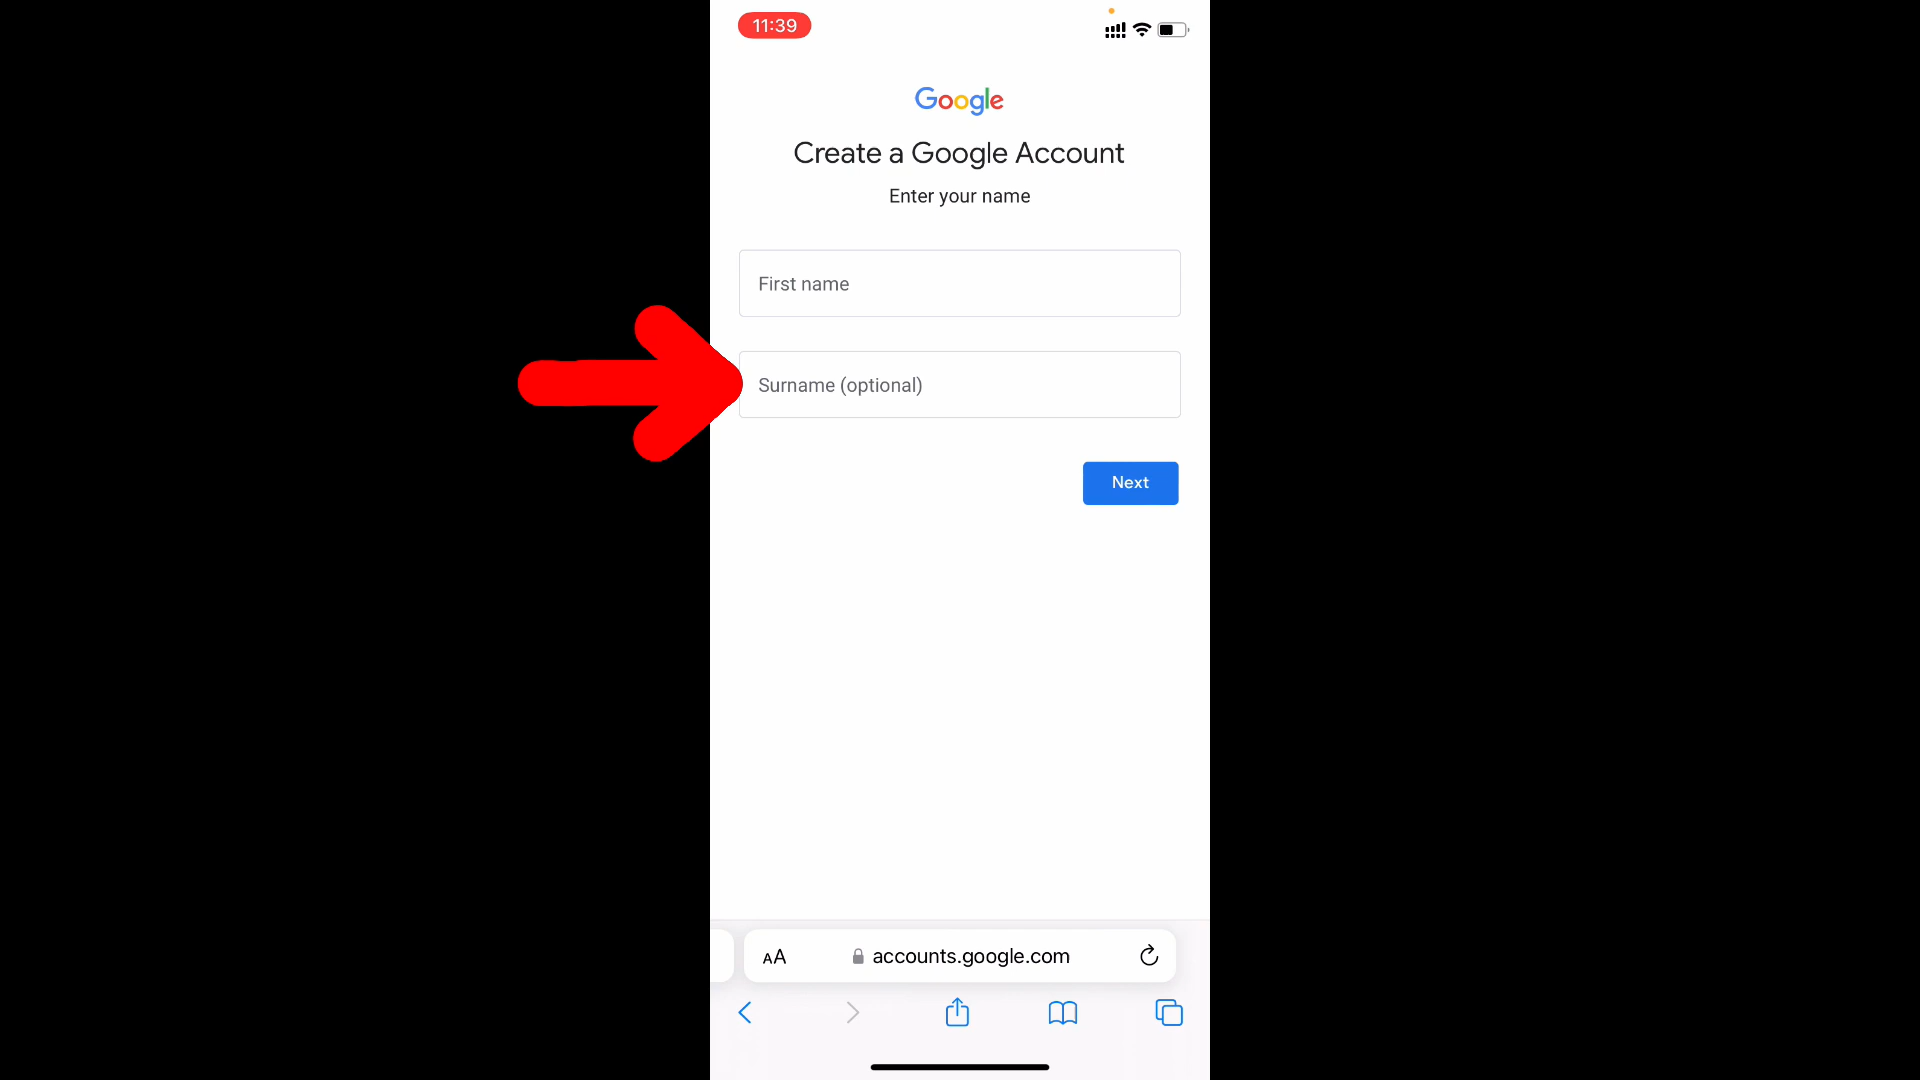 11:39
Google
Create a Google Account
Enter your name
First name
Surname (optional)
Next
AA
accounts.google.com